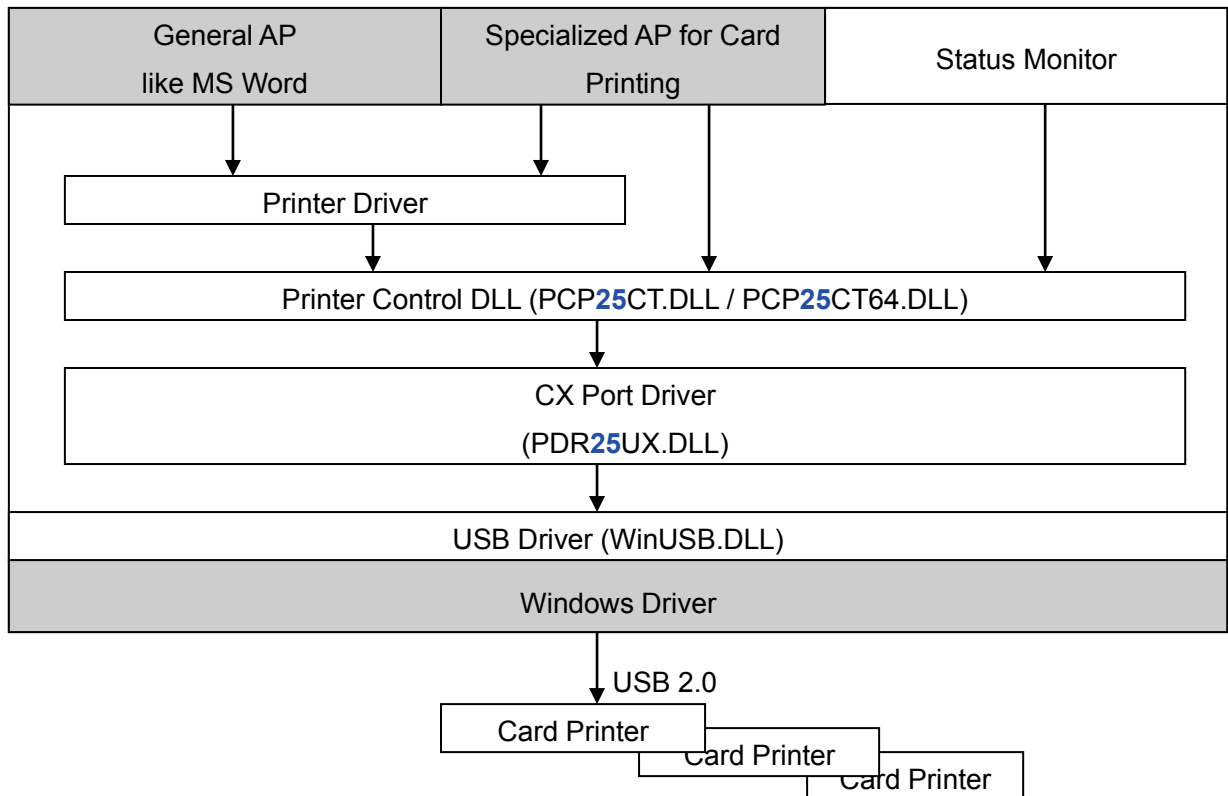 General AP
like MS Word
Specialized AP for Card
Printing
Status Monitor
Printer Driver
Printer Control DLL (PCP25CT.DLL / PCP25CT64.DLL)
CX Port Driver
(PDR25UX.DLL)
USB Driver (WinUSB.DLL)
Windows Driver
USB 2.0
Card Printer
Card Printer
Card Printer